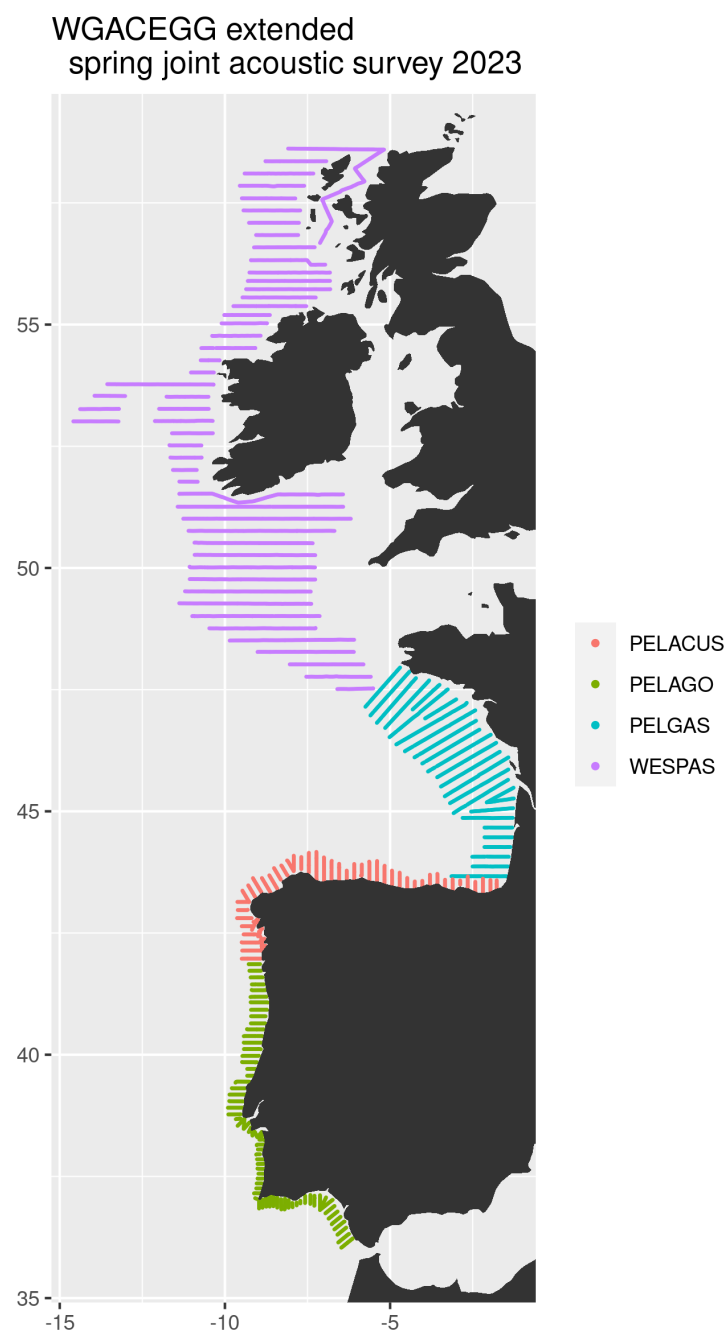 WGACEGG extended
spring joint acoustic survey 2023
55
50
45
40
35
-15
-10
-5
PELACUS
PELAGO
PELGAS
WESPAS